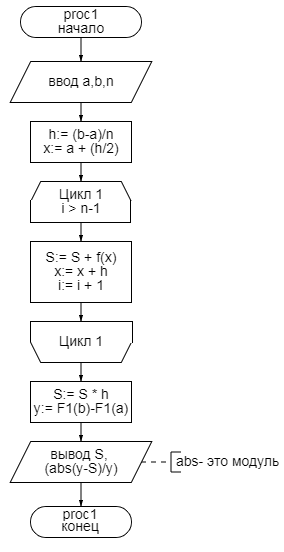 proc1
начало
ввод a,b,n
h:= (b-a)/n
x:= a + (h/2)
Цикл 1
i > n-1
S:= S + f(x)
x:= x + h
i:= i + 1
Цикл 1
S:= S * h
y:= F1(b)-F1(a)
вывод S,
(abs(y-S)/y)
abs- это модуль
proc1
конец